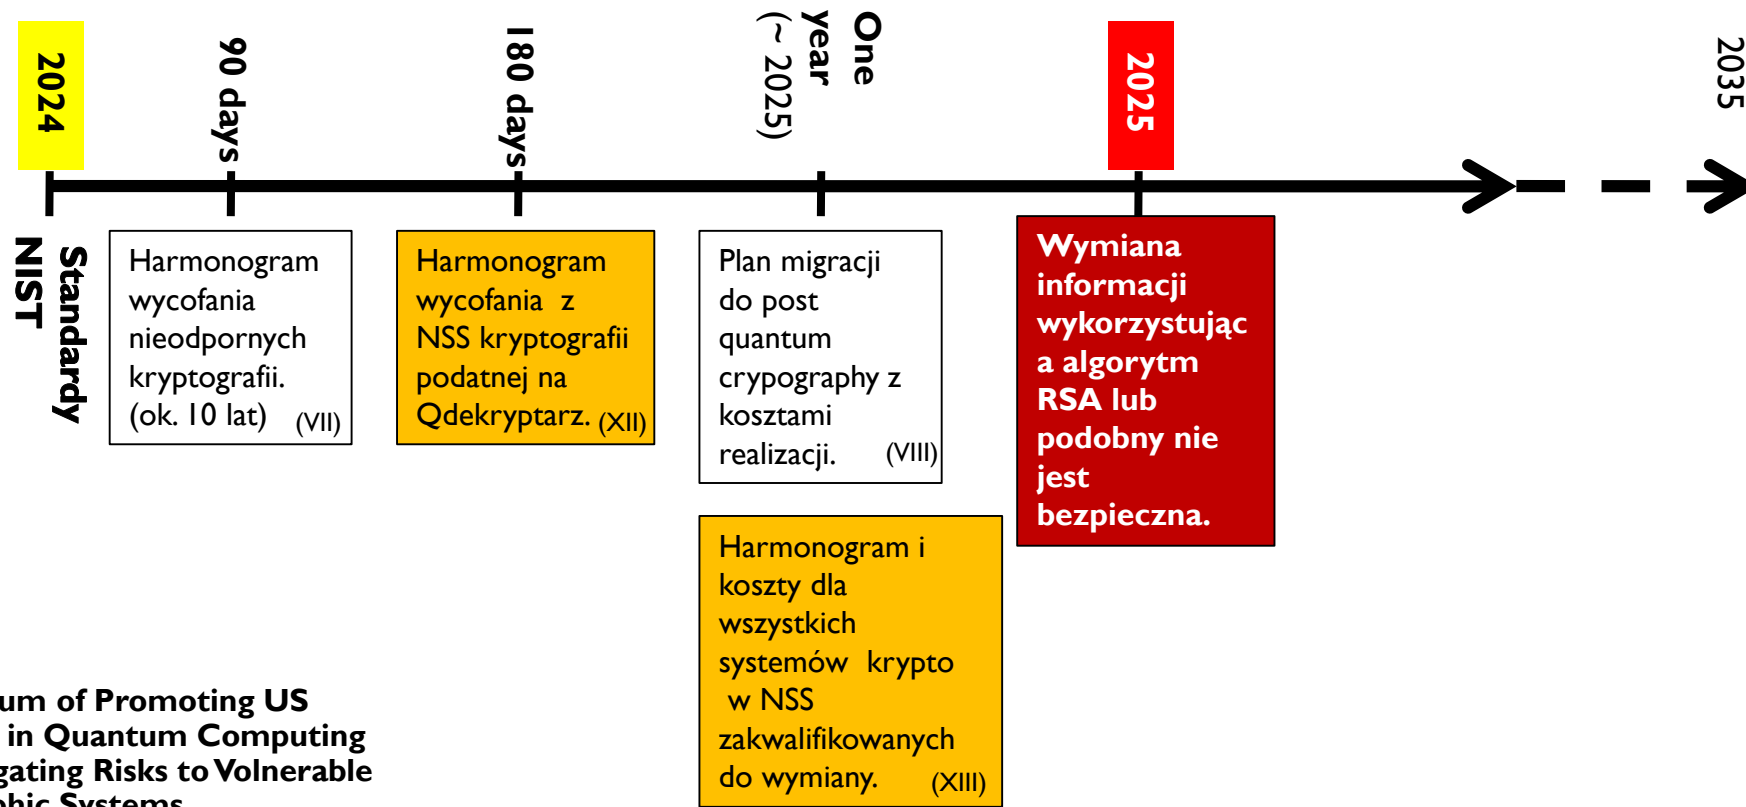 2024
90 days
180 days
One
year
(~ 2025)
2025
2035
Standardy
NIST
Harmonogram
wycofania
nieodpornych
kryptografii.
(ok. 10 lat) (VII)
Harmonogram
wycofania z
NSS kryptografii
podatnej na
Qdekryptarz. (XII)
Plan migracji
do post
quantum
crypography z
kosztami
realizacji. (VIII)
Harmonogram i
koszty dla
wszystkich
systemów krypto
w NSS
zakwalifikowanych
do wymiany. (XIII)
Wymiana
informacji
wykorzystując
a algorytm
RSA lub
podobny nie
jest
bezpieczna.
um of Promoting US
in Quantum Computing
gating Risks to Volnerable
phic Systems